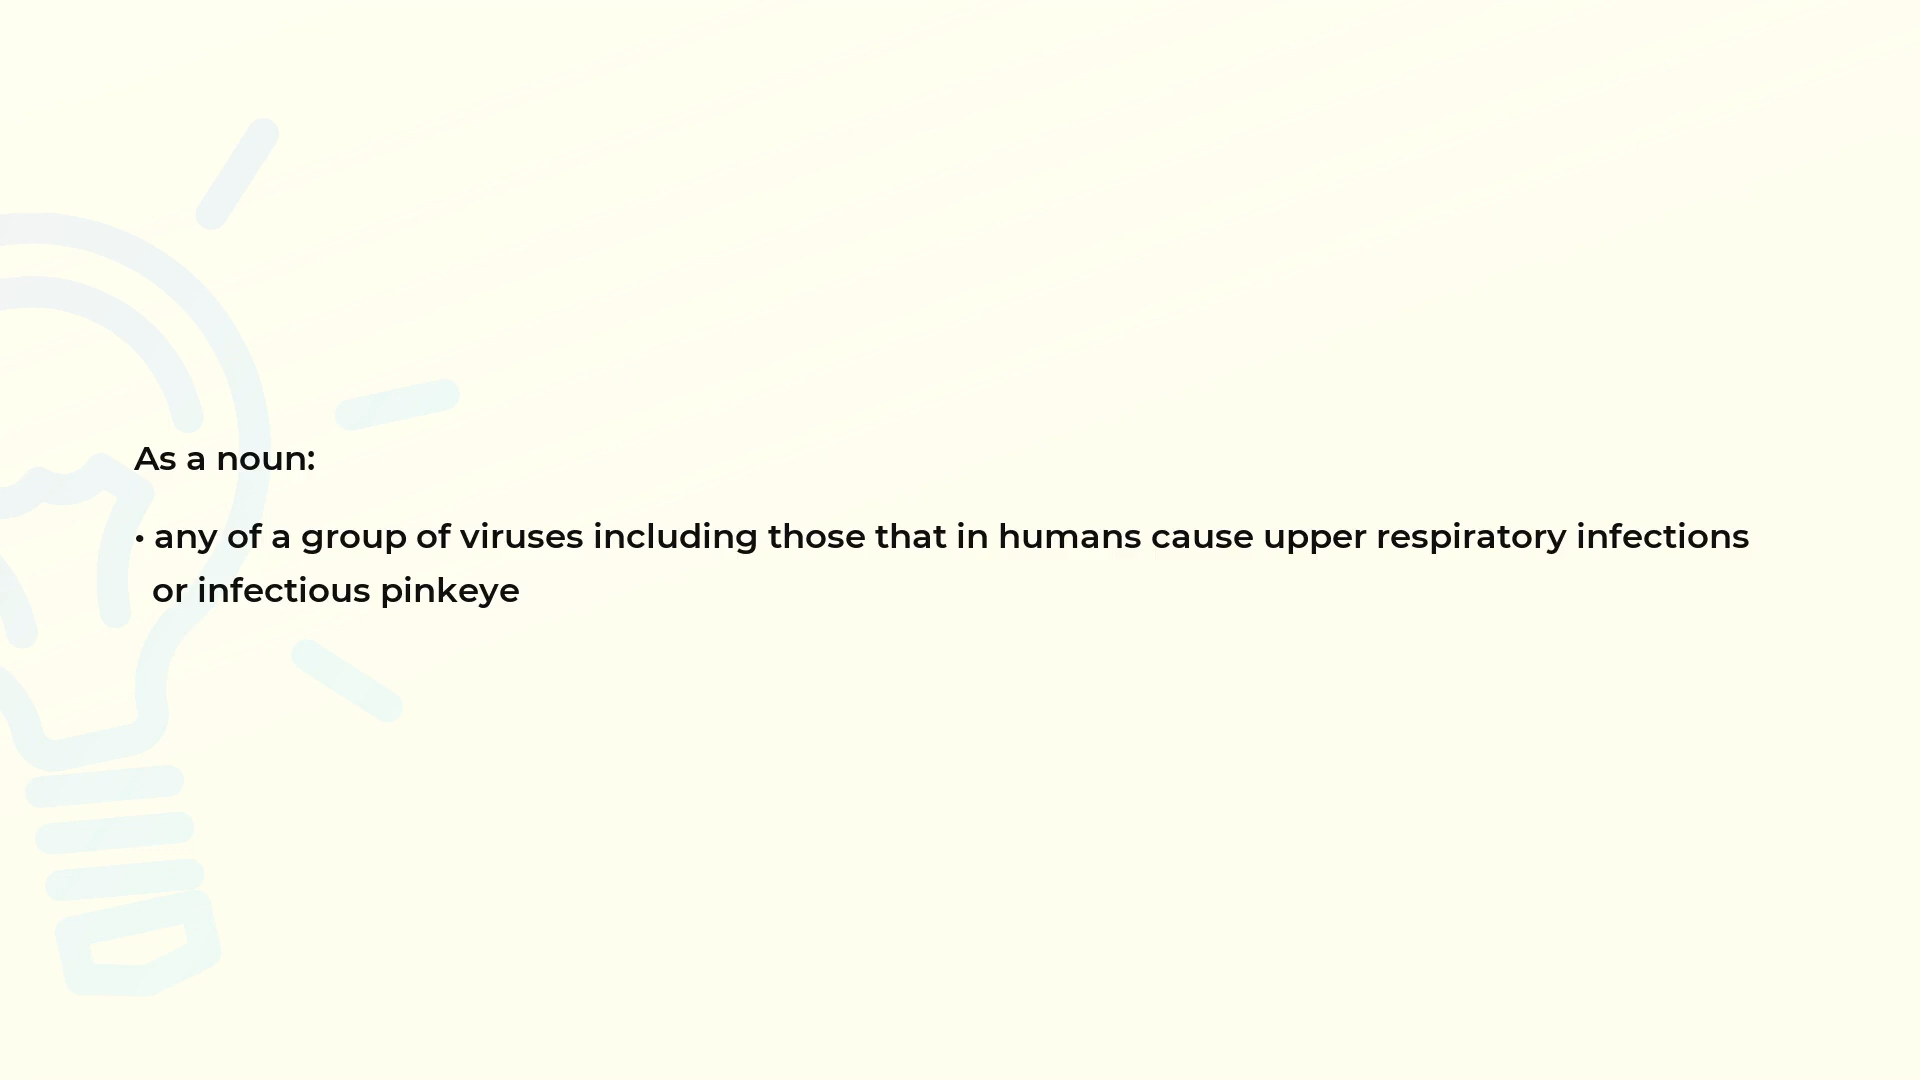 As a noun:
• any of a group of viruses including those that in humans cause upper respiratory infections
or infectious pinkeye